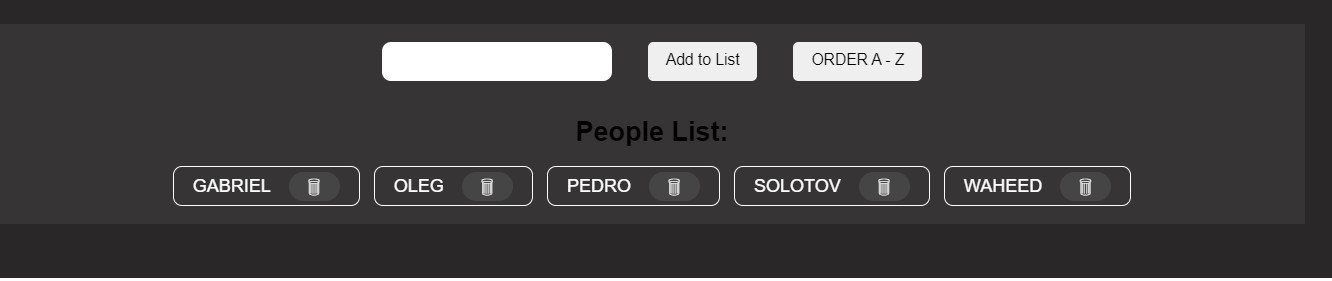 Add to List ORDER A - Z
People List:
GABRIEL OLEG PEDRO SOLOTOV WAHEED